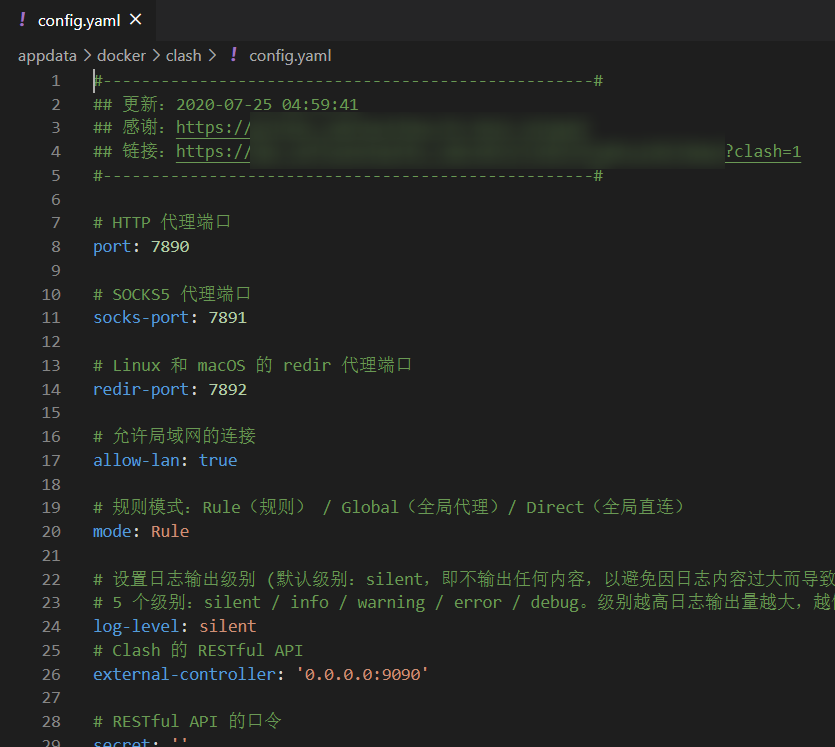 ! config.yaml ×
appdata > docker > clash > ! config.yaml
1 #---------------------------------------------------#
2 ## 更新：2020-07-25 04:59:41
3 ## 感谢：https://
4 ## 链接：https:// ?clash=1
5 #---------------------------------------------------#
6
7 # HTTP 代理端口
8 port: 7890
9
10 # SOCKS5 代理端口
11 socks-port: 7891
12
13 # Linux 和 macOS 的 redir 代理端口
14 redir-port: 7892
15
16 # 允许局域网的连接
17 allow-lan: true
18
19 # 规则模式：Rule（规则） / Global（全局代理）/ Direct（全局直连）
20 mode: Rule
21
22 # 设置日志输出级别 (默认级别：silent，即不输出任何内容，以避免因日志内容过大而导致
23 # 5 个级别：silent / info / warning / error / debug。级别越高日志输出量越大，越
24 log-level: silent
25 # Clash 的 RESTful API
26 external-controller: '0.0.0.0:9090'
27
28 # RESTful API 的口令
29 secret: ''